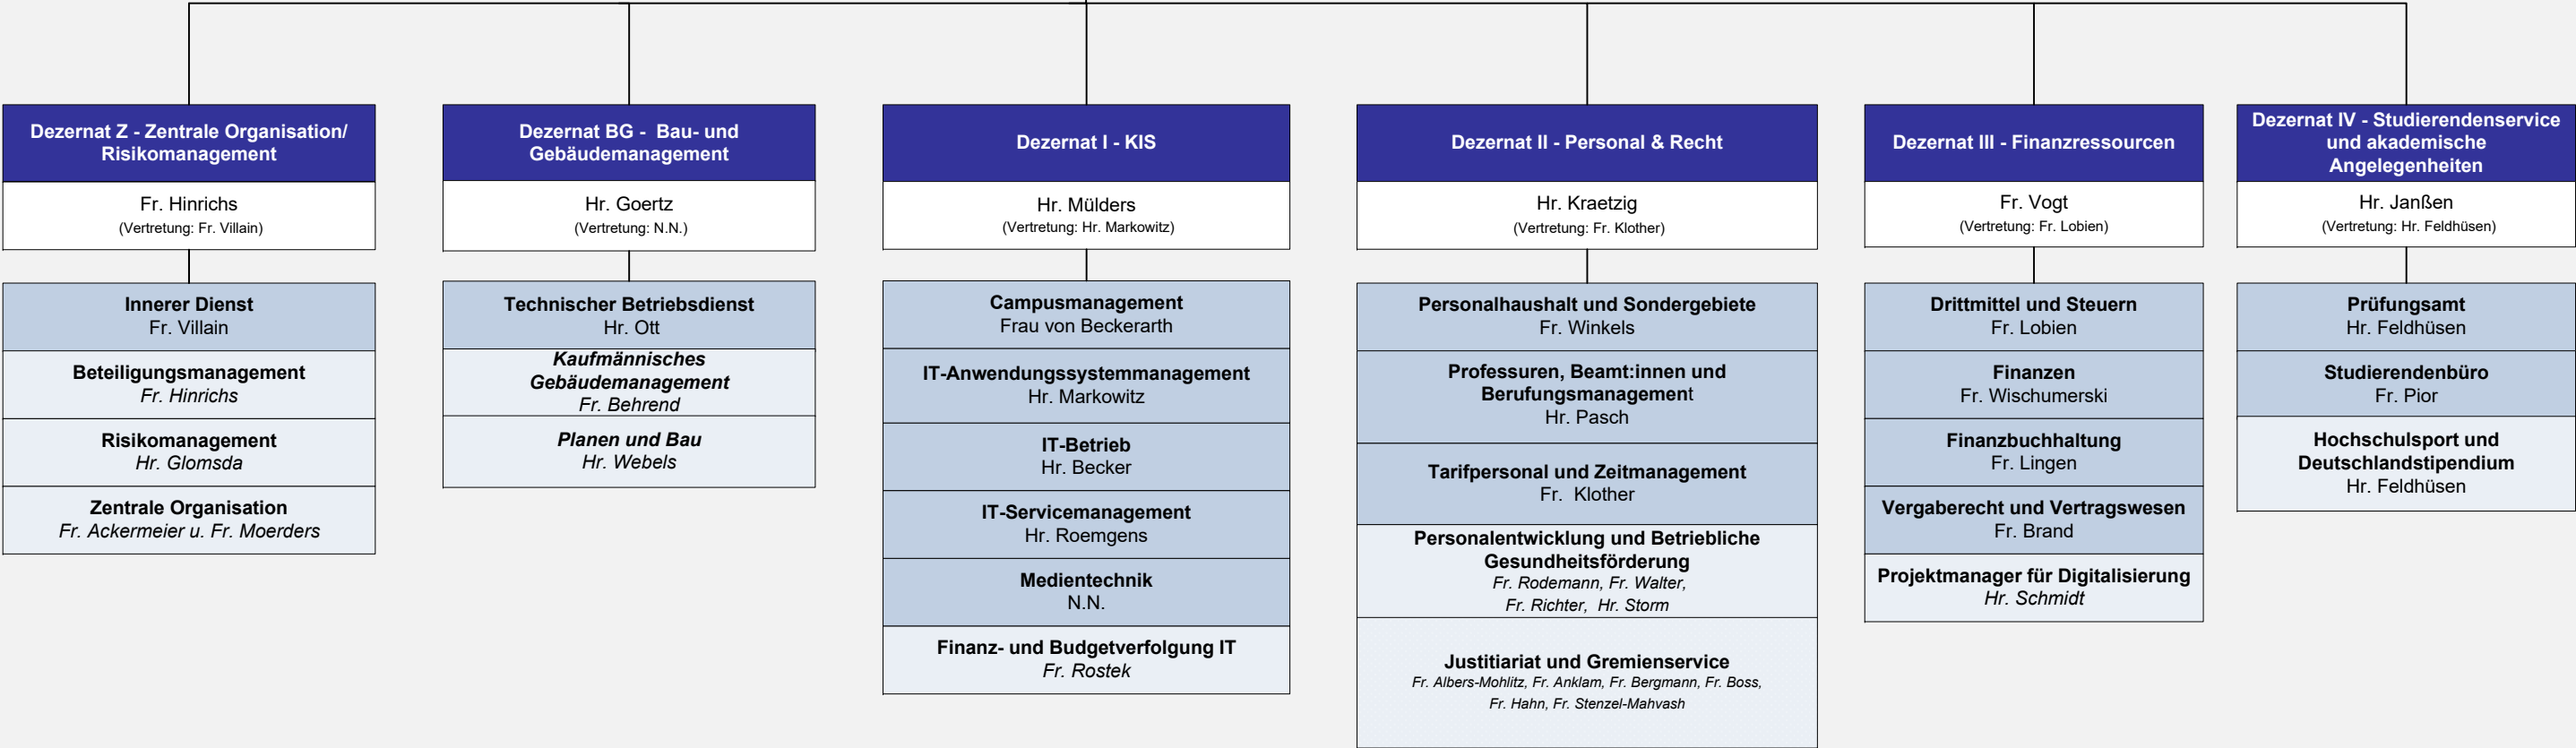 Dezernat Z - Zentrale Organisation/
Risikomanagement
Fr. Hinrichs
(Vertretung: Fr. Villain)
Innerer Dienst
Fr. Villain
Beteiligungsmanagement
Fr. Hinrichs
Risikomanagement
Hr. Glomsda
Zentrale Organisation
Fr. Ackermeier u. Fr. Moerders
Dezernat BG - Bau- und
Gebäudemanagement
Hr. Goertz
(Vertretung: N.N.)
Technischer Betriebsdienst
Hr. Ott
Kaufmännisches
Gebäudemanagement
Fr. Behrend
Planen und Bau
Hr. Webels
Dezernat I - KIS
Hr. Mülders
(Vertretung: Hr. Markowitz)
Campusmanagement
Frau von Beckerarth
IT-Anwendungssystemmanagement
Hr. Markowitz
IT-Betrieb
Hr. Becker
IT-Servicemanagement
Hr. Roemgens
Medientechnik
N.N.
Finanz- und Budgetverfolgung IT
Fr. Rostek
Dezernat II - Personal & Recht
Hr. Kraetzig
(Vertretung: Fr. Klother)
Personalhaushalt und Sondergebiete
Fr. Winkels
Professuren, Beamt:innen und
Berufungsmanagement
Hr. Pasch
Tarifpersonal und Zeitmanagement
Fr. Klother
Personalentwicklung und Betriebliche
Gesundheitsförderung
Fr. Rodemann, Fr. Walter,
Fr. Richter, Hr. Storm
Justitiariat und Gremienservice
Fr. Albers-Mohlitz, Fr. Anklam, Fr. Bergmann, Fr. Boss,
Fr. Hahn, Fr. Stenzel-Mahvash
Dezernat III - Finanzressourcen
Fr. Vogt
(Vertretung: Fr. Lobien)
Drittmittel und Steuern
Fr. Lobien
Finanzen
Fr. Wischumerski
Finanzbuchhaltung
Fr. Lingen
Vergaberecht und Vertragswesen
Fr. Brand
Projektmanager für Digitalisierung
Hr. Schmidt
Dezernat IV - Studierendenservice
und akademische
Angelegenheiten
Hr. Janßen
(Vertretung: Hr. Feldhüsen)
Prüfungsamt
Hr. Feldhüsen
Studierendenbüro
Fr. Pior
Hochschulsport und
Deutschlandstipendium
Hr. Feldhüsen